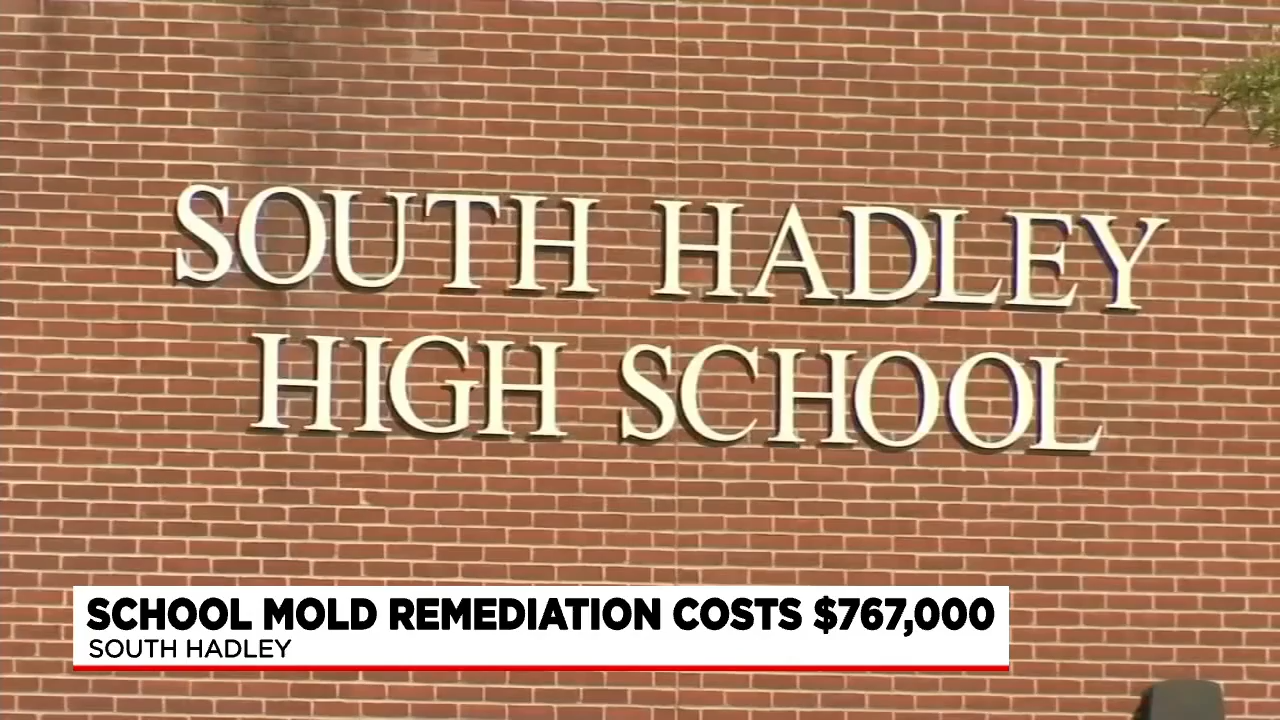 SOUTH HADLEY
HIGH SCHOOL
SCHOOL MOLD REMEDIATION COSTS $767,000
SOUTH HADLEY